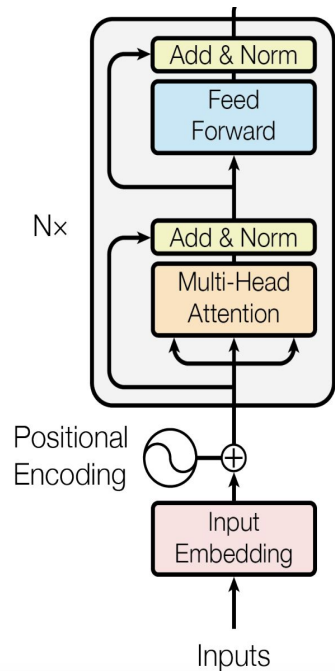 Add & Norm
Feed
Forward
N×
Add & Norm
Multi-Head
Attention
Positional
Encoding
Input
Embedding
Inputs